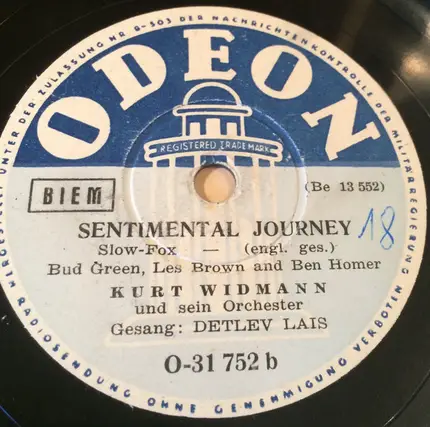 HERGESTELLT UNTER DER ZULASSUNG NR B-503 DER NACHRICHTENKONTROLLE DER MILITÄRREGIERUNG
ODEON
REGISTERED TRADE MARK
BIEM
(Be 13 552)
SENTIMENTAL JOURNEY
18
Slow-Fox — (engl. ges.)
Bud Green, Les Brown and Ben Homer
KURT WIDMANN
und sein Orchester
Gesang: DETLEV LAIS
O-31 752 b
RADIOSENDUNG OHNE GENEHMIGUNG VERBOTEN